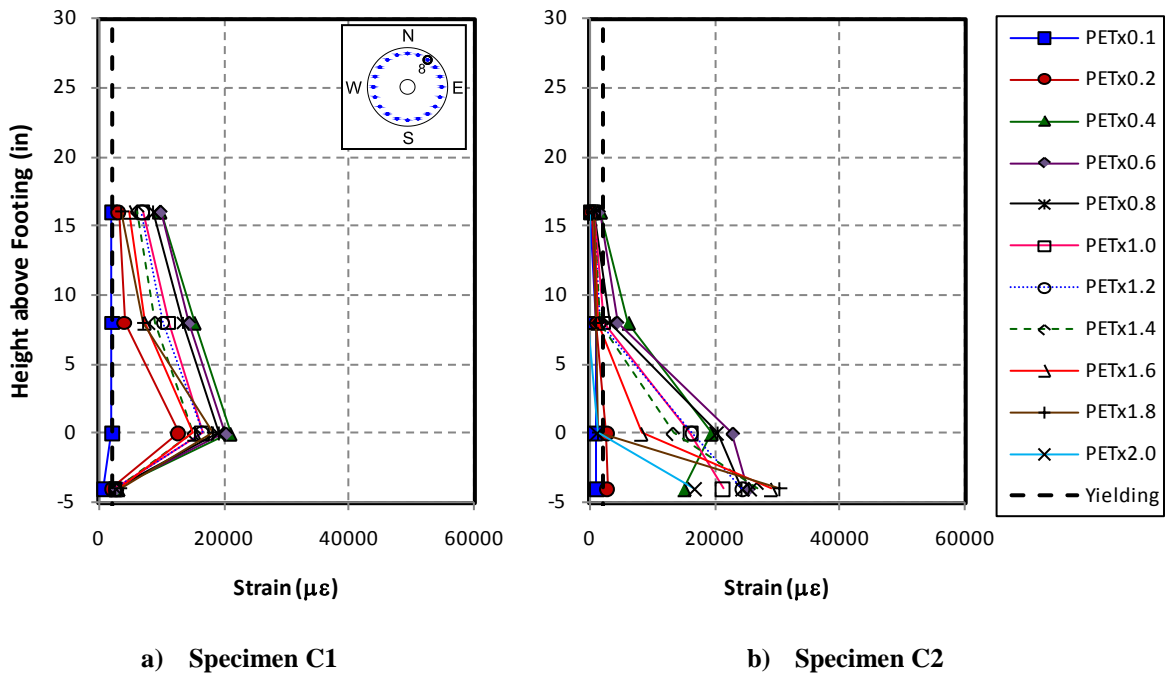 30
25
20
15
10
5
0
-5
Height above Footing (in)
N
8
W
E
S
0
20000
40000
60000
Strain (με)
a) Specimen C1
30
25
20
15
10
5
0
-5
0
20000
40000
60000
Strain (με)
b) Specimen C2
PETx0.1
PETx0.2
PETx0.4
PETx0.6
PETx0.8
PETx1.0
PETx1.2
PETx1.4
PETx1.6
PETx1.8
PETx2.0
Yielding